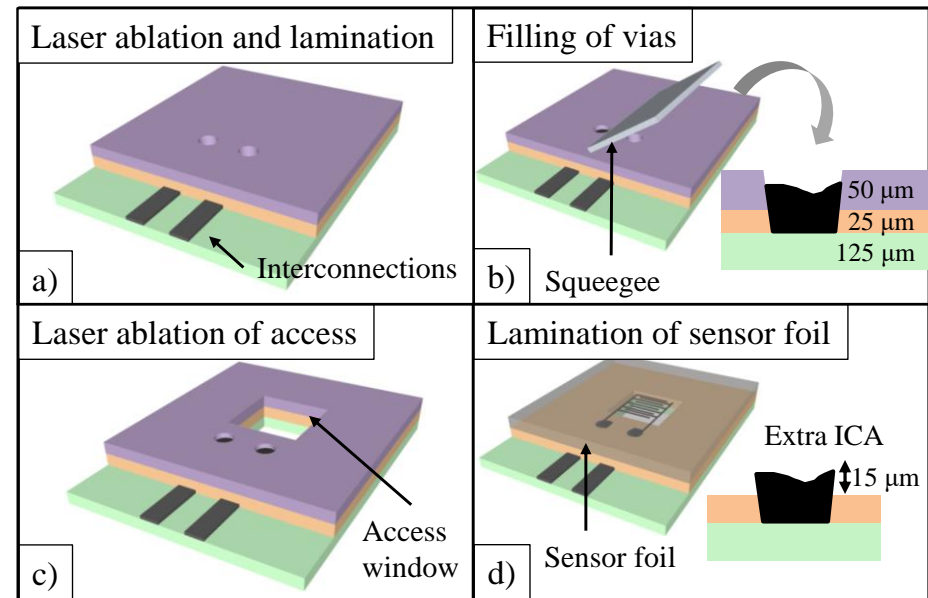 Laser ablation and lamination
Interconnections
a)
Filling of vias
50 μm
25 μm
125 μm
Squeegee
b)
Laser ablation of access
Access
window
c)
Lamination of sensor foil
Extra ICA
15 μm
Sensor foil
d)